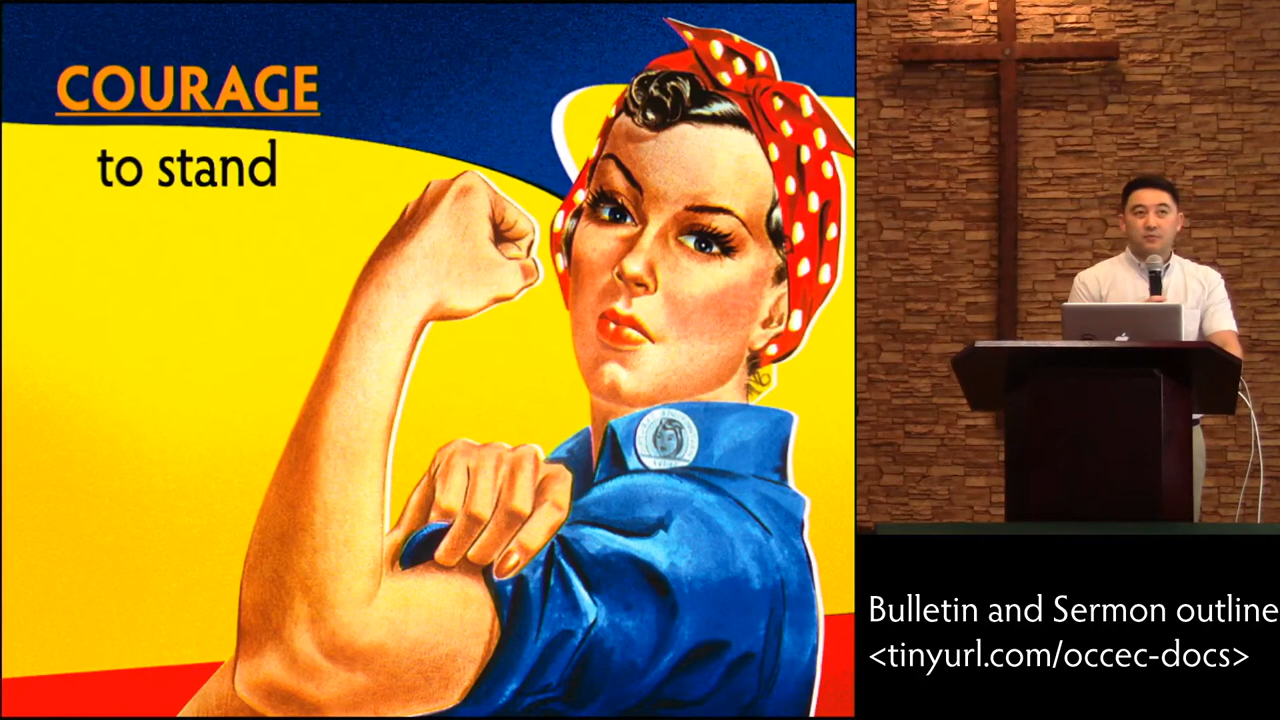 COURAGE
to stand
Bulletin and Sermon outline
<tinyurl.com/occec-docs>